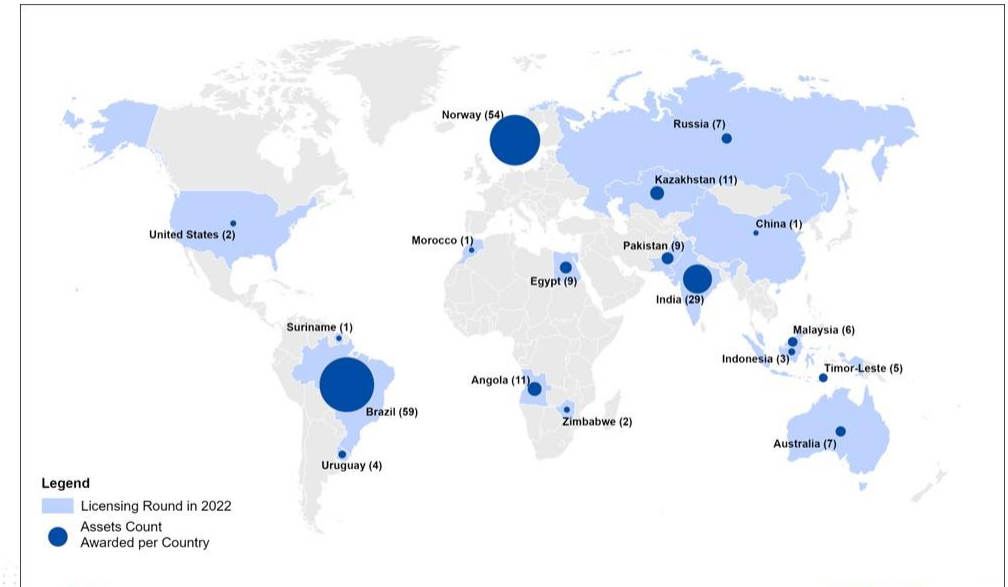 Norway (54)
Russia (7)
Kazakhstan (11)
United States (2)
China (1)
Morocco (1)
Pakistan (9)
Egypt (9)
India (29)
Suriname (1)
Malaysia (6)
Indonesia (3)
Timor-Leste (5)
Angola (11)
Brazil (59)
Zimbabwe (2)
Australia (7)
Uruguay (4)
Legend
Licensing Round in 2022
Assets Count
Awarded per Country